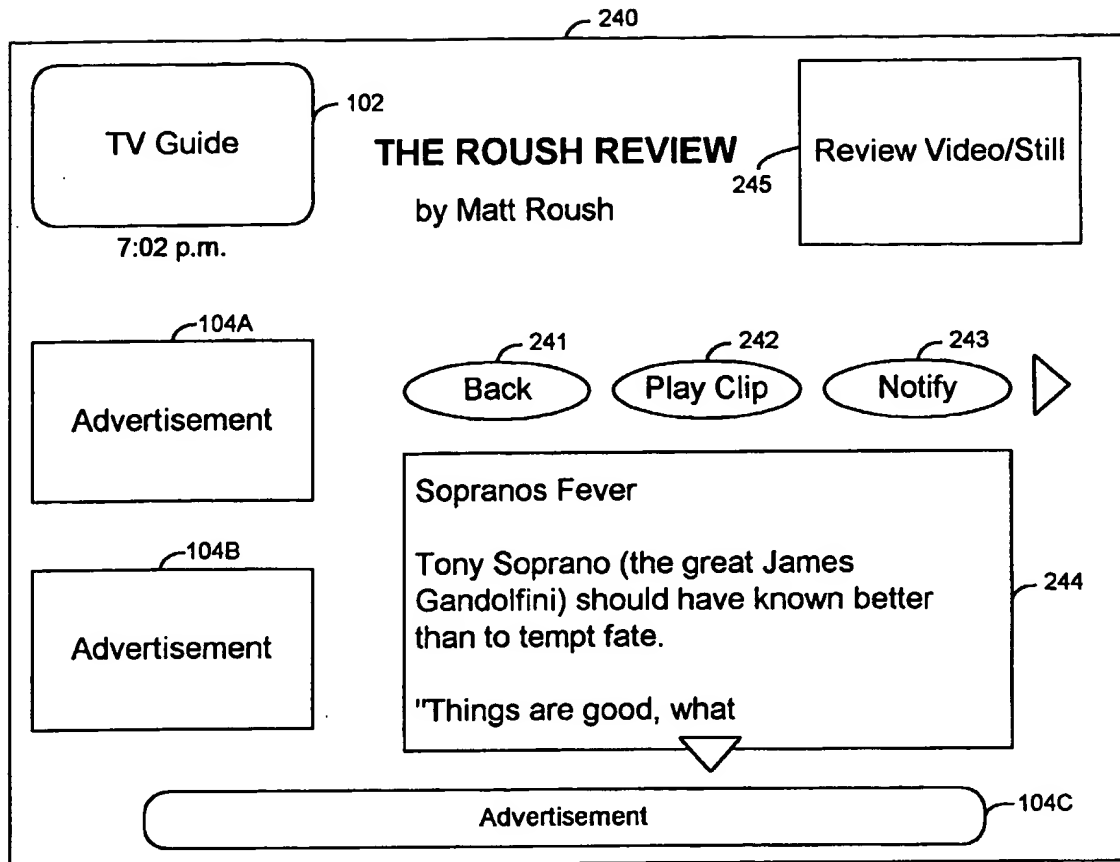 240
TV Guide
102
7:02 p.m.
THE ROUSH REVIEW
by Matt Roush
245
Review Video/Still
104A
Advertisement
104B
Advertisement
241
Back
242
Play Clip
243
Notify
Sopranos Fever
Tony Soprano (the great James
Gandolfini) should have known better
than to tempt fate.
"Things are good, what
244
Advertisement
104C